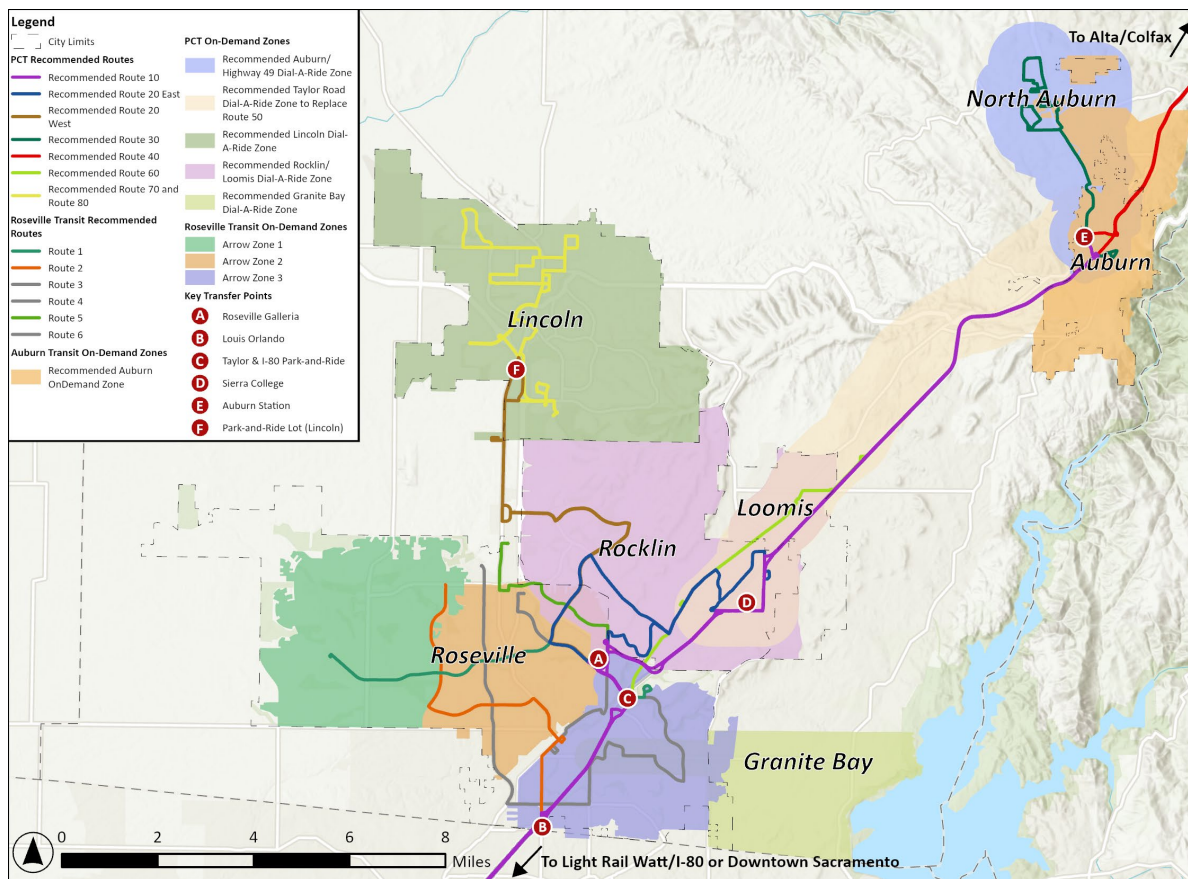 Legend
City Limits
PCT Recommended Routes
Recommended Route 10
Recommended Route 20 East
Recommended Route 20
West
Recommended Route 30
Recommended Route 40
Recommended Route 60
Recommended Route 70 and
Route 80
Roseville Transit Recommended
Routes
Route 1
Route 2
Route 3
Route 4
Route 5
Route 6
Auburn Transit On-Demand Zones
Recommended Auburn
OnDemand Zone
PCT On-Demand Zones
Recommended Auburn/
Highway 49 Dial-A-Ride Zone
Recommended Taylor Road
Dial-A-Ride Zone to Replace
Route 50
Recommended Lincoln Dial-
A-Ride Zone
Recommended Rocklin/
Loomis Dial-A-Ride Zone
Recommended Granite Bay
Dial-A-Ride Zone
Roseville Transit On-Demand Zones
Arrow Zone 1
Arrow Zone 2
Arrow Zone 3
Key Transfer Points
A Roseville Galleria
B Louis Orlando
C Taylor & I-80 Park-and-Ride
D Sierra College
E Auburn Station
F Park-and-Ride Lot (Lincoln)
To Alta/Colfax
North Auburn
E
Auburn
Lincoln
F
Loomis
Rocklin
D
Roseville
A
C
Granite Bay
B
0 2 4 6 8
Miles
To Light Rail Watt/I-80 or Downtown Sacramento